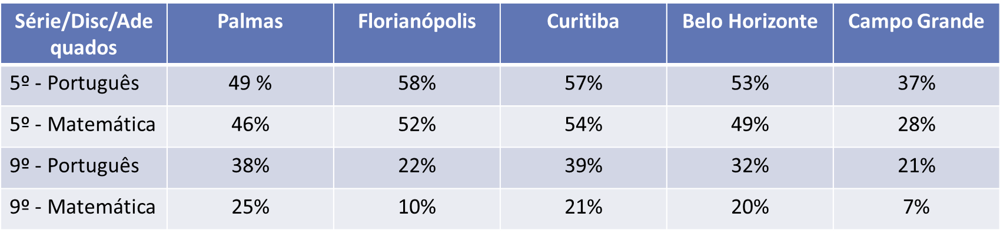 Série/Disc/Ade
quados
Palmas
Florianópolis
Curitiba
Belo Horizonte
Campo Grande
5º - Português 49 % 58% 57% 53% 37%
5º - Matemática 46% 52% 54% 49% 28%
9º - Português 38% 22% 39% 32% 21%
9º - Matemática 25% 10% 21% 20% 7%